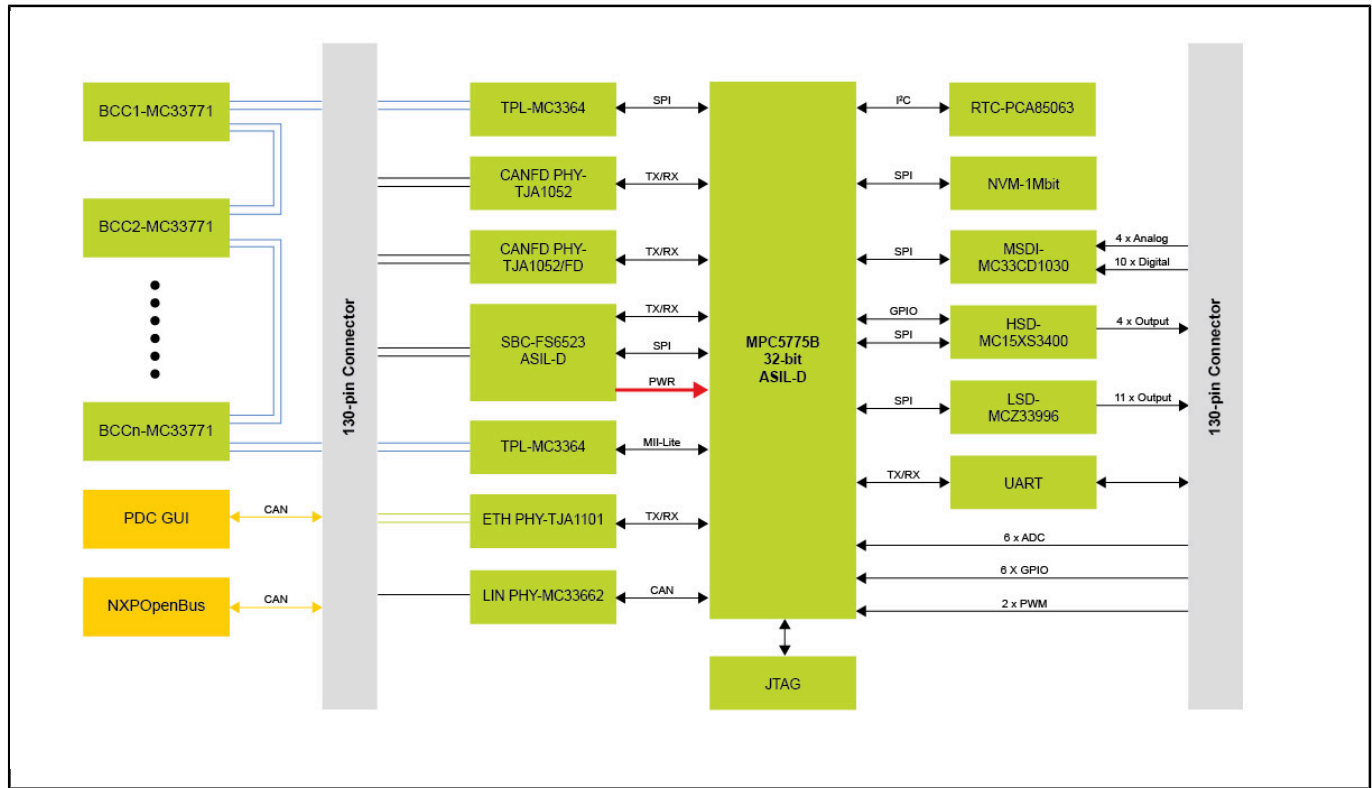 BCC1-MC33771
BCC2-MC33771
BCCn-MC33771
PDC GUI
CAN
NXPOpenBus
CAN
130-pin Connector
TPL-MC3364
SPI
CANFD PHY-
TJA1052
TX/RX
CANFD PHY-
TJA1052/FD
TX/RX
SBC-FS6523
ASIL-D
TX/RX
SPI
PWR
TPL-MC3364
MII-Lite
ETH PHY-TJA1101
TX/RX
LIN PHY-MC33662
CAN
MPC5775B
32-bit
ASIL-D
JTAG
I²C
RTC-PCA85063
SPI
NVM-1Mbit
SPI
MSDI-
MC33CD1030
4 x Analog
10 x Digital
GPIO
SPI
HSD-
MC15XS3400
4 x Output
SPI
LSD-
MCZ33996
11 x Output
TX/RX
UART
6 x ADC
6 X GPIO
2 x PWM
130-pin Connector